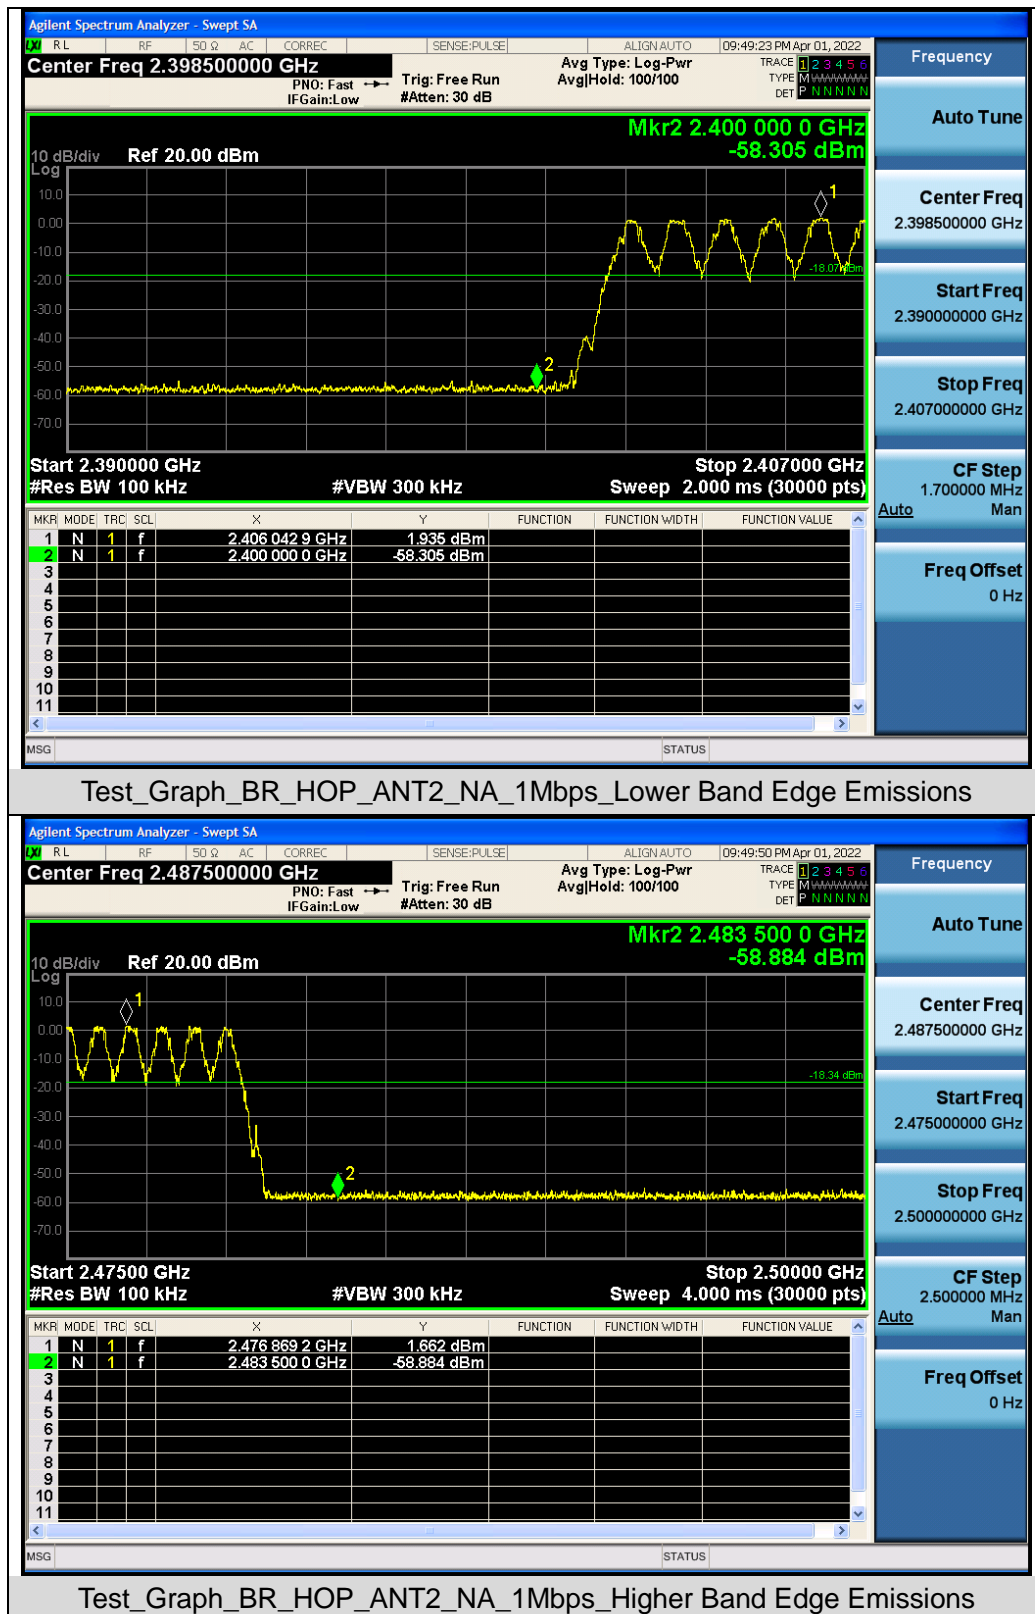 Agilent Spectrum Analyzer - Swept SA
LXI RL RF 50 Ω AC CORREC SENSE:PULSE ALIGN AUTO 09:49:23 PM Apr 01, 2022
Center Freq 2.398500000 GHz
PNO: Fast
IFGain:Low
Trig: Free Run
#Atten: 30 dB
Avg Type: Log-Pwr
Avg|Hold: 100/100
TRACE 1 2 3 4 5 6
TYPE M
DET P N N N N N
Mkr2 2.400 000 0 GHz
-58.305 dBm
10 dB/div Ref 20.00 dBm
Log
10.0
0.00
-10.0
-20.0
-30.0
-40.0
-50.0
-60.0
-70.0
1
-18.07 dBm
2
Start 2.390000 GHz Stop 2.407000 GHz
#Res BW 100 kHz #VBW 300 kHz Sweep 2.000 ms (30000 pts)
MKR MODE TRC SCL X Y FUNCTION FUNCTION WIDTH FUNCTION VALUE
1 N 1 f 2.406 042 9 GHz 1.935 dBm
2 N 1 f 2.400 000 0 GHz -58.305 dBm
3
4
5
6
7
8
9
10
11
MSG STATUS
Frequency
Auto Tune
Center Freq
2.398500000 GHz
Start Freq
2.390000000 GHz
Stop Freq
2.407000000 GHz
CF Step
1.700000 MHz
Auto Man
Freq Offset
0 Hz
Test_Graph_BR_HOP_ANT2_NA_1Mbps_Lower Band Edge Emissions
Agilent Spectrum Analyzer - Swept SA
LXI RL RF 50 Ω AC CORREC SENSE:PULSE ALIGN AUTO 09:49:50 PM Apr 01, 2022
Center Freq 2.487500000 GHz
PNO: Fast
IFGain:Low
Trig: Free Run
#Atten: 30 dB
Avg Type: Log-Pwr
Avg|Hold: 100/100
TRACE 1 2 3 4 5 6
TYPE M
DET P N N N N N
Mkr2 2.483 500 0 GHz
-58.884 dBm
10 dB/div Ref 20.00 dBm
Log
10.0
0.00
-10.0
-20.0
-30.0
-40.0
-50.0
-60.0
-70.0
1
-18.34 dBm
2
Start 2.47500 GHz Stop 2.50000 GHz
#Res BW 100 kHz #VBW 300 kHz Sweep 4.000 ms (30000 pts)
MKR MODE TRC SCL X Y FUNCTION FUNCTION WIDTH FUNCTION VALUE
1 N 1 f 2.476 869 2 GHz 1.662 dBm
2 N 1 f 2.483 500 0 GHz -58.884 dBm
3
4
5
6
7
8
9
10
11
MSG STATUS
Frequency
Auto Tune
Center Freq
2.487500000 GHz
Start Freq
2.475000000 GHz
Stop Freq
2.500000000 GHz
CF Step
2.500000 MHz
Auto Man
Freq Offset
0 Hz
Test_Graph_BR_HOP_ANT2_NA_1Mbps_Higher Band Edge Emissions